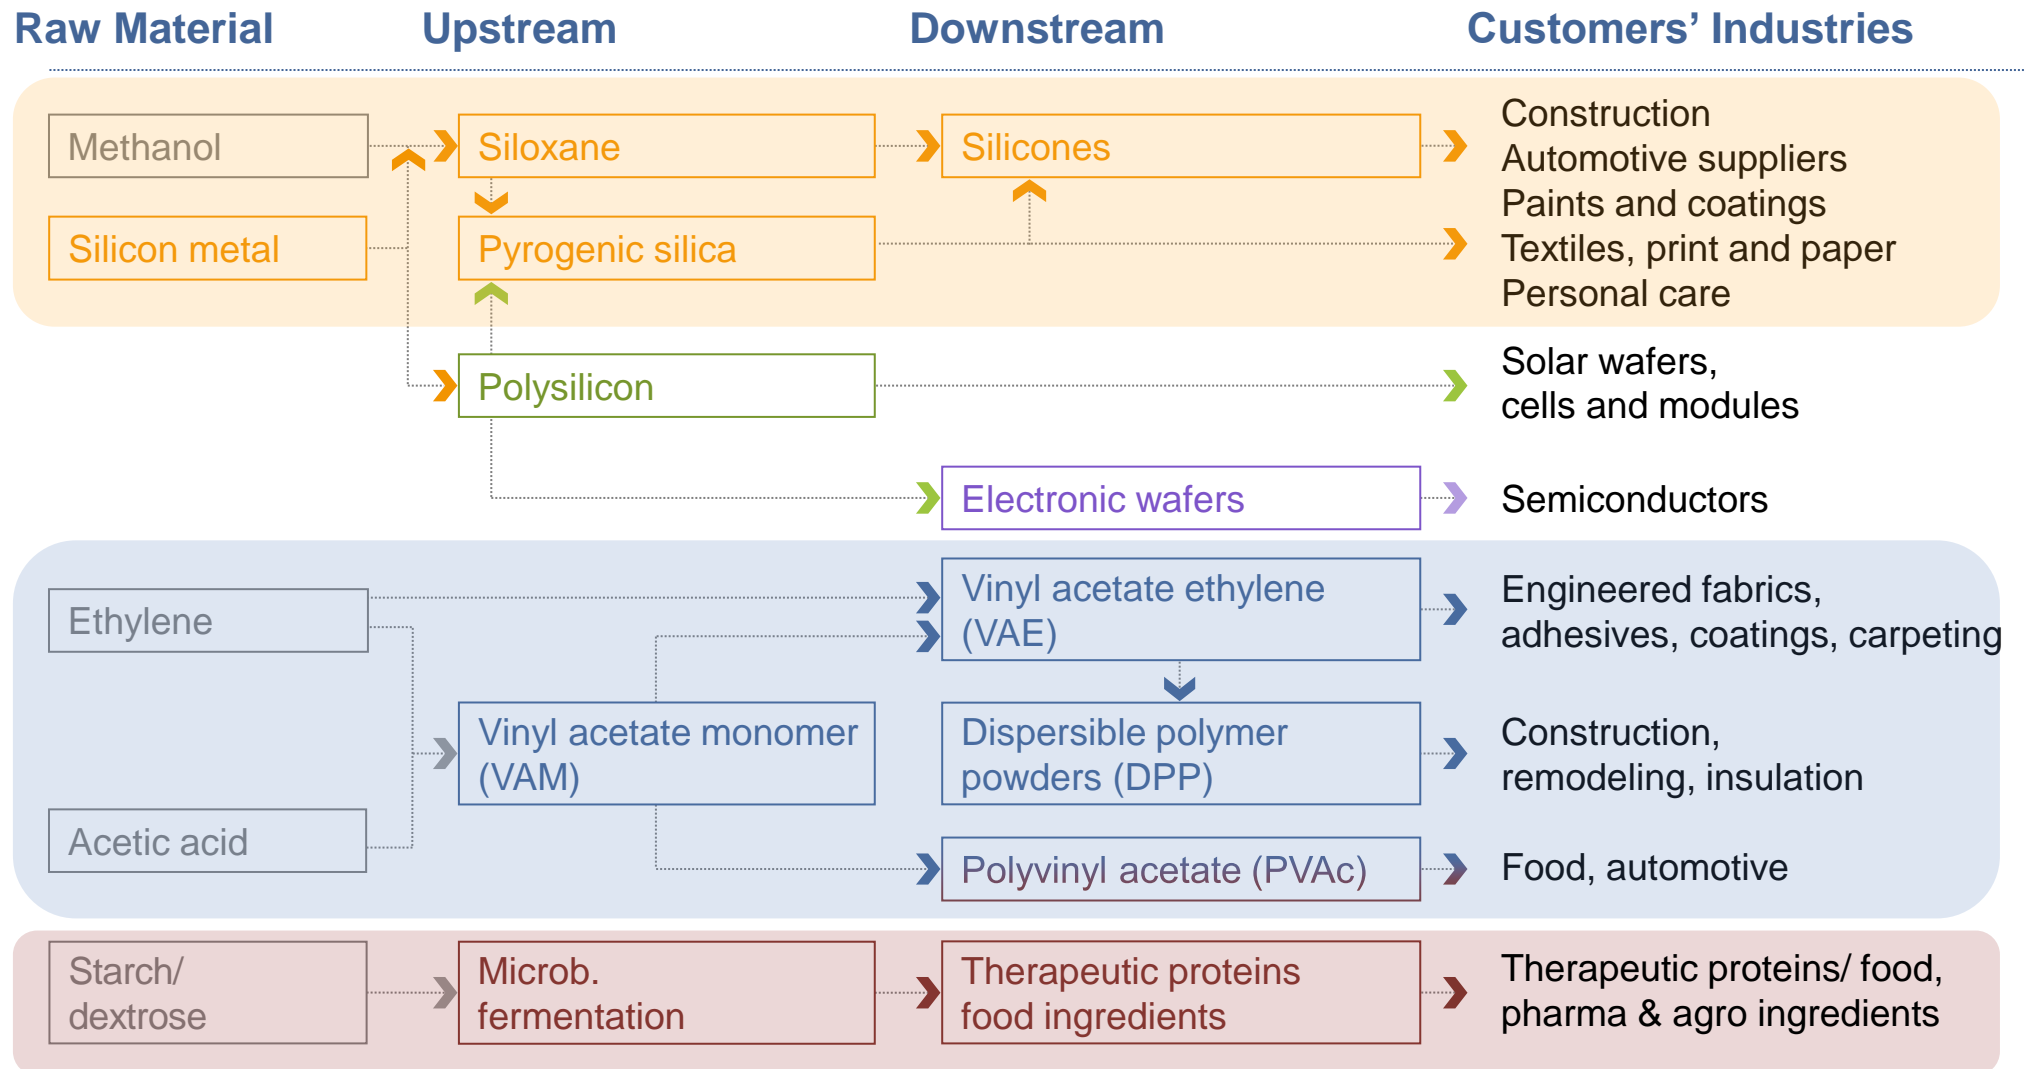 Raw Material
Upstream
Downstream
Customers’ Industries
Methanol
Siloxane
Silicones
Construction
Automotive suppliers
Paints and coatings
Textiles, print and paper
Personal care
Silicon metal
Pyrogenic silica
Polysilicon
Solar wafers,
cells and modules
Electronic wafers
Semiconductors
Ethylene
Vinyl acetate ethylene
(VAE)
Engineered fabrics,
adhesives, coatings, carpeting
Vinyl acetate monomer
(VAM)
Dispersible polymer
powders (DPP)
Construction,
remodeling, insulation
Acetic acid
Polyvinyl acetate (PVAc)
Food, automotive
Starch/
dextrose
Microb.
fermentation
Therapeutic proteins
food ingredients
Therapeutic proteins/ food,
pharma & agro ingredients